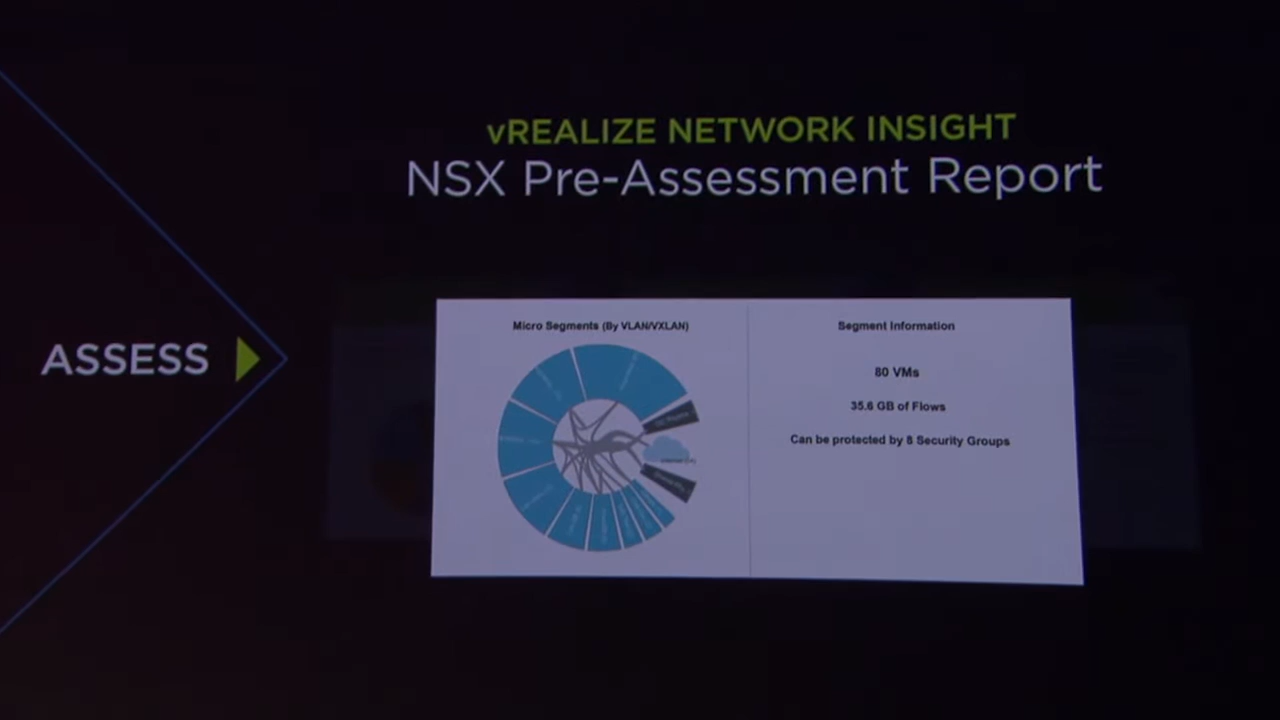 vREALIZE NETWORK INSIGHT
NSX Pre-Assessment Report
ASSESS
Micro Segments (By VLAN/VXLAN)
Segment Information
80 VMs
35.6 GB of Flows
Can be protected by 8 Security Groups